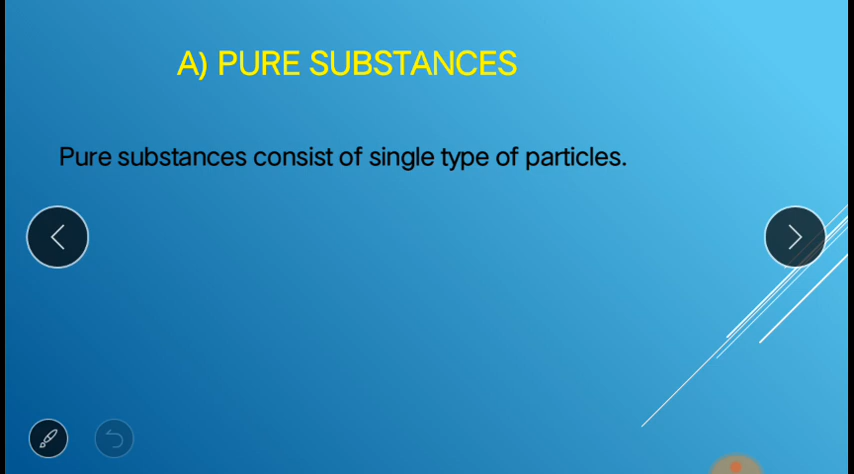 A) PURE SUBSTANCES
Pure substances consist of single type of particles.